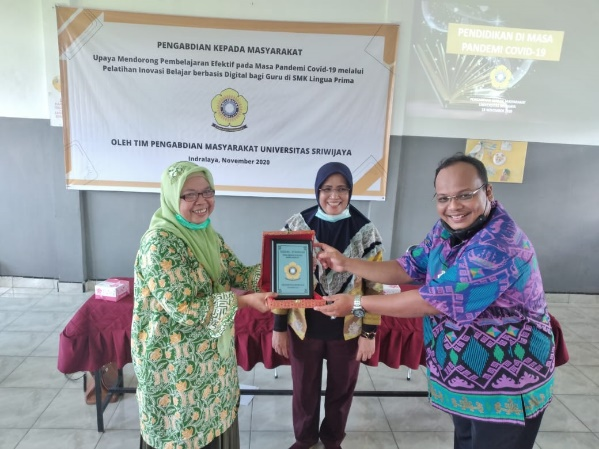 PENGABDIAN KEPADA MASYARAKAT
Upaya Mendorong Pembelajaran Efektif pada Masa Pandemi Covid-19 melalui
Pelatihan Inovasi Belajar berbasis Digital bagi Guru di SMK Lingua Prima
OLEH TIM PENGABDIAN MASYARAKAT UNIVERSITAS SRIWIJAYA
Indralaya, November 2020
PENDIDIKAN DI MASA
PANDEMI COVID-19